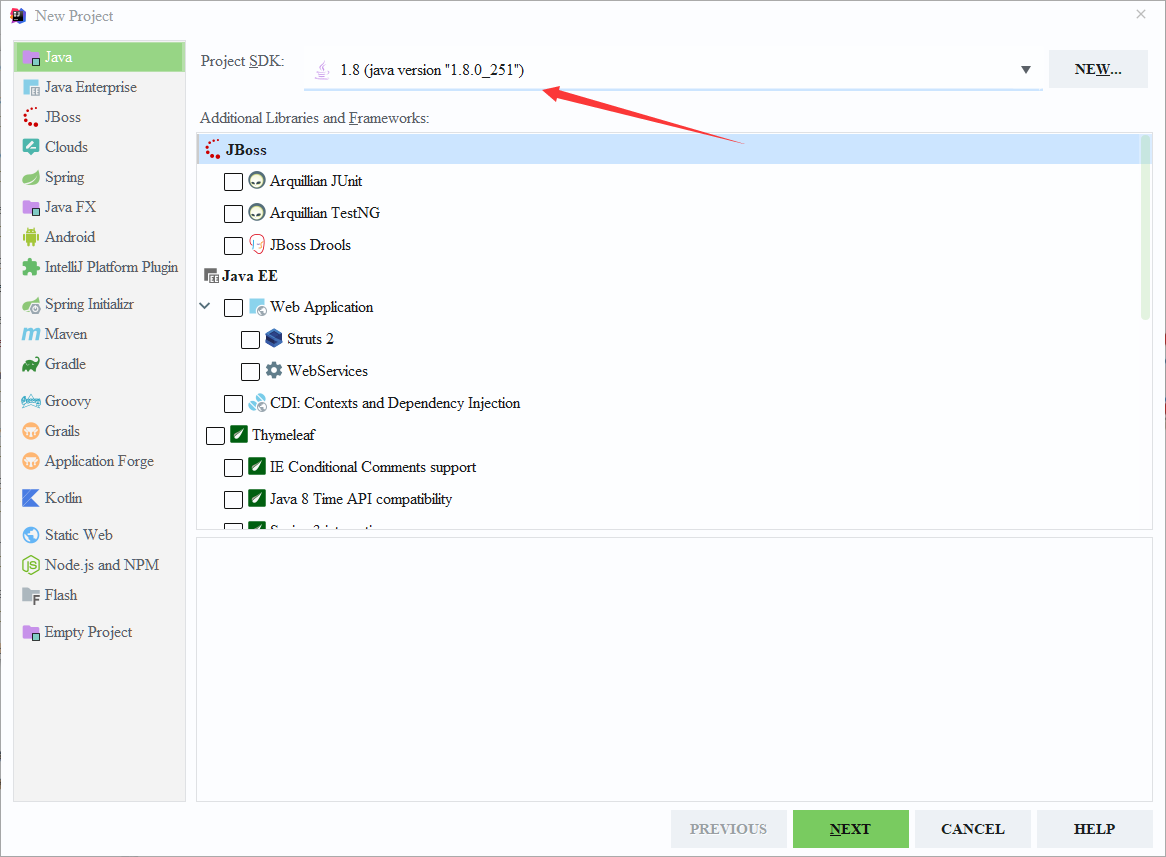 New Project
Java
Java Enterprise
JBoss
Clouds
Spring
Java FX
Android
IntelliJ Platform Plugin
Spring Initializr
Maven
Gradle
Groovy
Grails
Application Forge
Kotlin
Static Web
Node.js and NPM
Flash
Empty Project
Project SDK:
1.8 (java version "1.8.0_251")
NEW...
Additional Libraries and Frameworks:
JBoss
Arquillian JUnit
Arquillian TestNG
JBoss Drools
Java EE
Web Application
Struts 2
WebServices
CDI: Contexts and Dependency Injection
Thymeleaf
IE Conditional Comments support
Java 8 Time API compatibility
PREVIOUS
NEXT
CANCEL
HELP